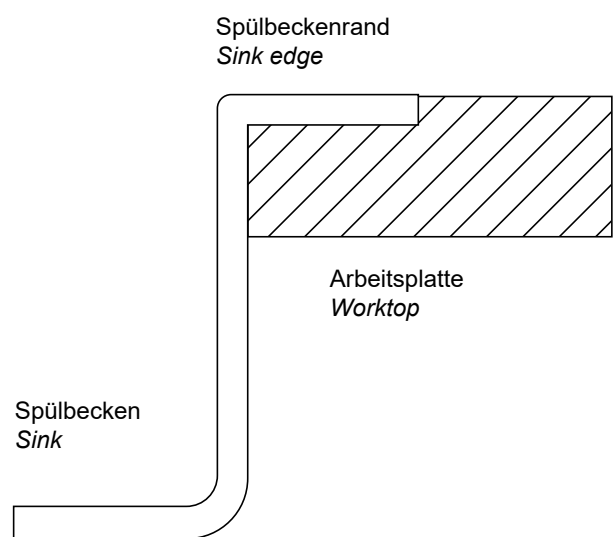 Spülbeckenrand
Sink edge
Arbeitsplatte
Worktop
Spülbecken
Sink